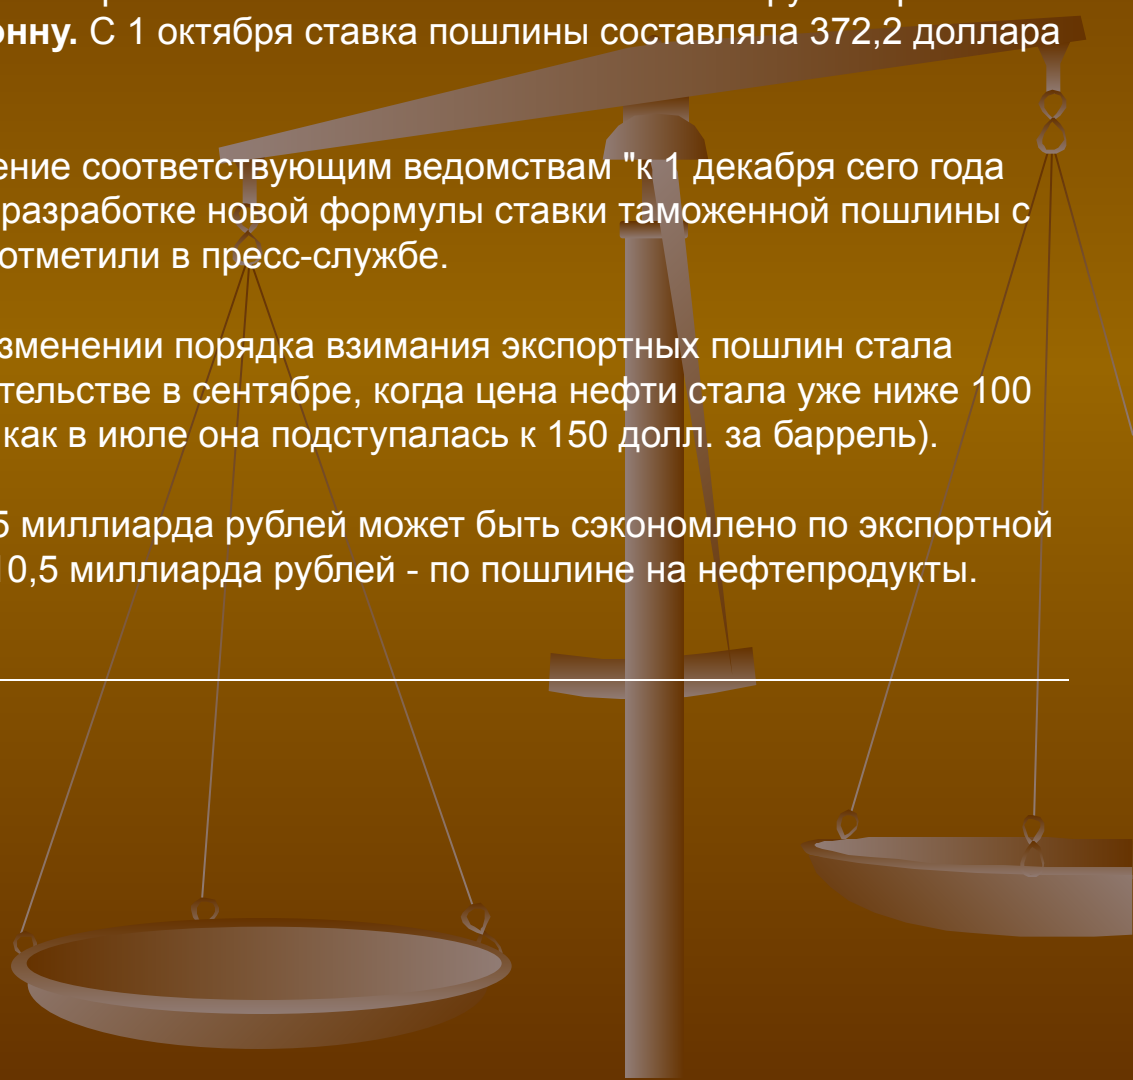 онну. С 1 октября ставка пошлины составляла 372,2 доллара
ение соответствующим ведомствам "к 1 декабря сего года
разработке новой формулы ставки таможенной пошлины с
отметили в пресс-службе.
зменении порядка взимания экспортных пошлин стала
тельстве в сентябре, когда цена нефти стала уже ниже 100
как в июле она подступалась к 150 долл. за баррель).
5 миллиарда рублей может быть сэкономлено по экспортной
10,5 миллиарда рублей - по пошлине на нефтепродукты.